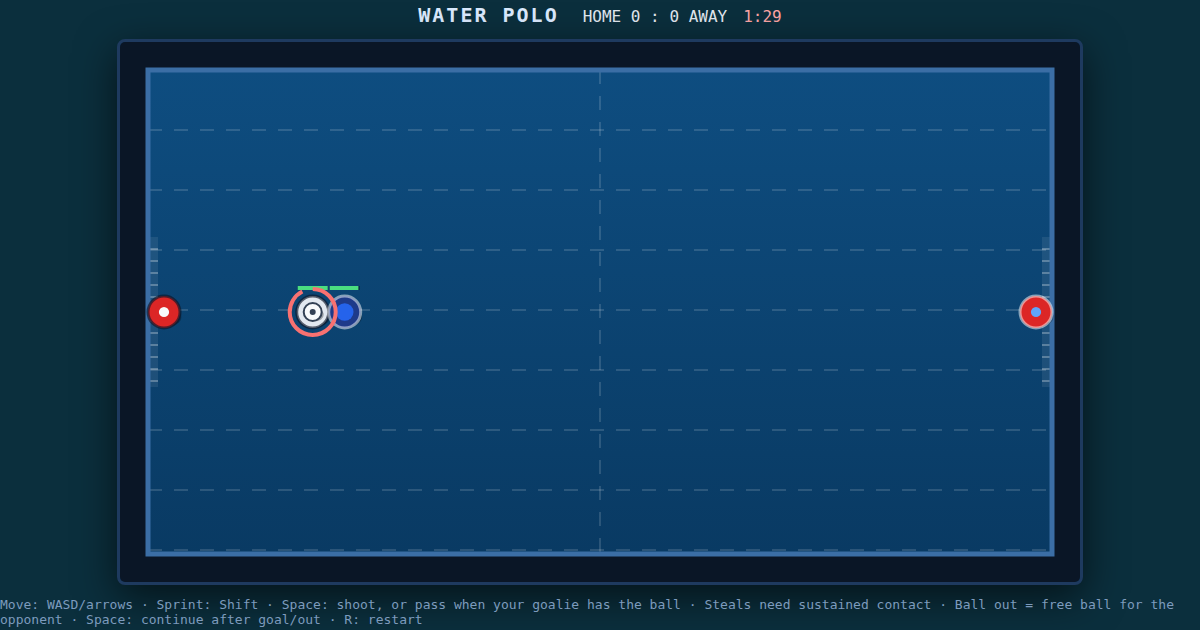 WATER POLO HOME 0 : 0 AWAY 1:29
Move: WASD/arrows · Sprint: Shift · Space: shoot, or pass when your goalie has the ball · Steals need sustained contact · Ball out = free ball for the
opponent · Space: continue after goal/out · R: restart